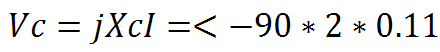 Vc = jXcI =< −90 * 2 * 0.11